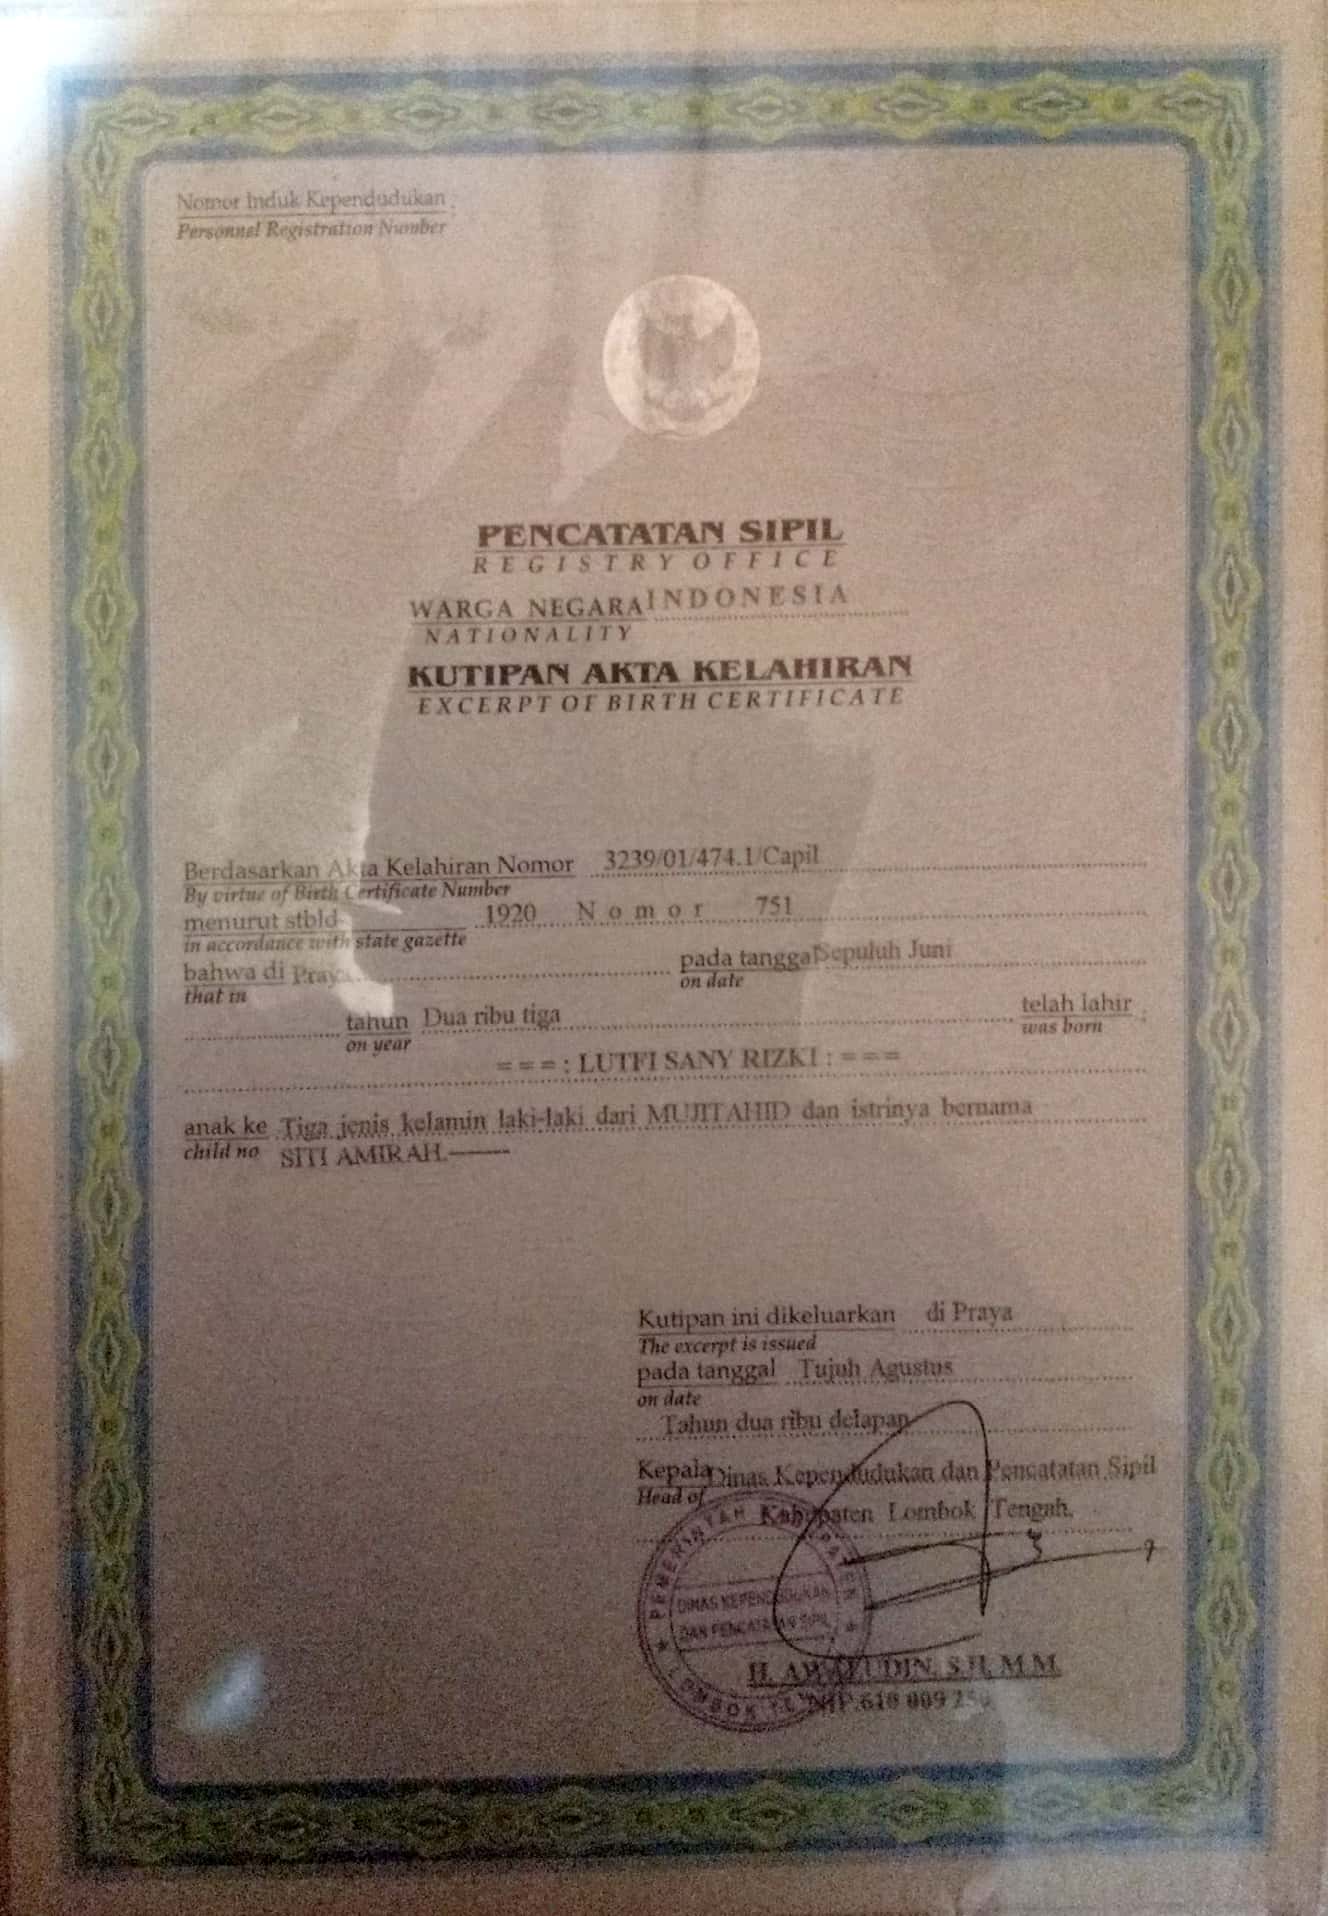 Nomor Induk Kependudukan :
Personnel Registration Number
PENCATATAN SIPIL
REGISTRY OFFICE
WARGA NEGARA INDONESIA
NATIONALITY
KUTIPAN AKTA KELAHIRAN
EXCERPT OF BIRTH CERTIFICATE
Berdasarkan Akta Kelahiran Nomor 3239/01/474.1/Capil
By virtue of Birth Certificate Number
menurut stbld 1920 Nomor 751
in accordance with state gazette
bahwa di Praya pada tanggal Sepuluh Juni
that in on date
tahun Dua ribu tiga telah lahir :
on year was born
= = = : LUTFI SANY RIZKI : = = =
anak ke Tiga jenis kelamin laki-laki dari MUJITAHID dan istrinya bernama
child no SITI AMIRAH.
Kutipan ini dikeluarkan di Praya
The excerpt is issued
pada tanggal Tujuh Agustus
on date
Tahun dua ribu delapan
Kepala Dinas Kependudukan dan Pencatatan Sipil
Head of
Kabupaten Lombok Tengah.
PEMERINTAH
DINAS KEPENDUDUKAN
DAN PENCATATAN SIPIL
LOMBOK
H. S.H, M.M.
NIP.610 009